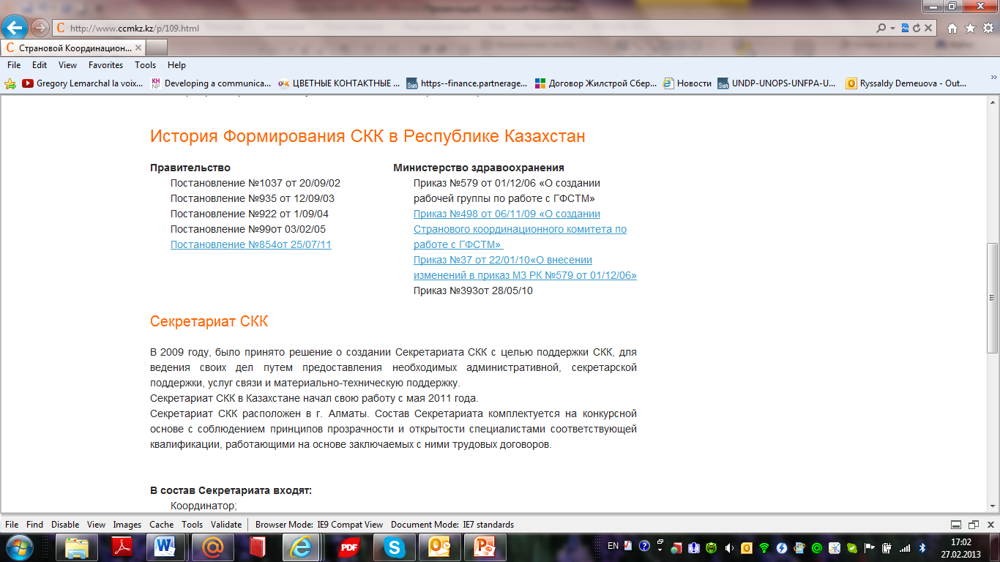 http://www.ccmkz.kz/p/109.html
Страновой Координацион...
File Edit View Favorites Tools Help
Gregory Lemarchal la voix... Developing a communica... ЦВЕТНЫЕ КОНТАКТНЫЕ ... https--finance.partnerage... Договор Жилстрой Сбер... Новости UNDP-UNOPS-UNFPA-U... Ryssaldy Demeuova - Out...
История Формирования СКК в Республике Казахстан
Правительство
Постановление №1037 от 20/09/02
Постановление №935 от 12/09/03
Постановление №922 от 1/09/04
Постановление №99от 03/02/05
Постановление №854от 25/07/11
Министерство здравоохранения
Приказ №579 от 01/12/06 «О создании
рабочей группы по работе с ГФСТМ»
Приказ №498 от 06/11/09 «О создании
Странового координационного комитета по
работе с ГФСТМ»
Приказ №37 от 22/01/10«О внесении
изменений в приказ МЗ РК №579 от 01/12/06»
Приказ №393от 28/05/10
Секретариат СКК
В 2009 году, было принято решение о создании Секретариата СКК с целью поддержки СКК, для
ведения своих дел путем предоставления необходимых административной, секретарской
поддержки, услуг связи и материально-техническую поддержку.
Секретариат СКК в Казахстане начал свою работу с мая 2011 года.
Секретариат СКК расположен в г. Алматы. Состав Секретариата комплектуется на конкурсной
основе с соблюдением принципов прозрачности и открытости специалистами соответствующей
квалификации, работающими на основе заключаемых с ними трудовых договоров.
В состав Секретариата входят:
Координатор;
File Find Disable View Images Cache Tools Validate Browser Mode: IE9 Compat View Document Mode: IE7 standards
EN 17:02
27.02.2013